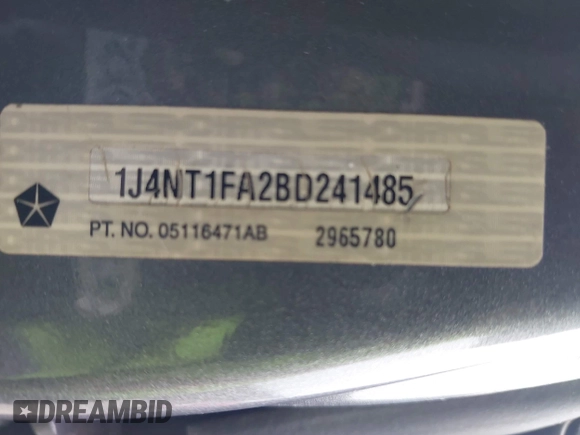 1J4NT1FA2BD241485
PT. NO. 05116471AB 2965780
DREAMBID